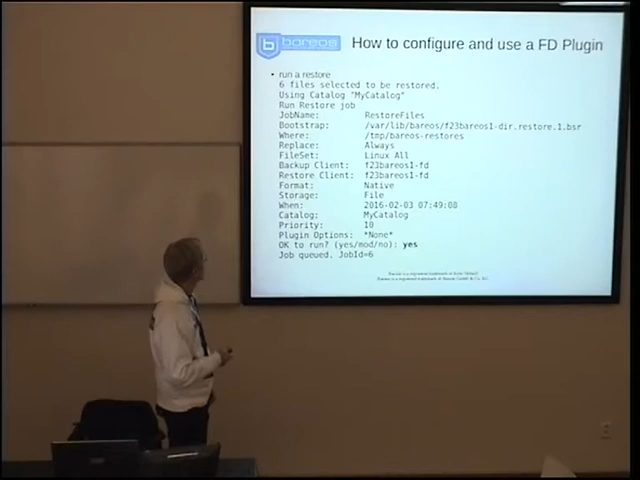 bareos
How to configure and use a FD Plugin
• run a restore
6 files selected to be restored.
Using Catalog "MyCatalog"
Run Restore job
JobName: RestoreFiles
Bootstrap: /var/lib/bareos/f23bareos1-dir.restore.1.bsr
Where: /tmp/bareos-restores
Replace: Always
FileSet: Linux All
Backup Client: f23bareos1-fd
Restore Client: f23bareos1-fd
Format: Native
Storage: File
When: 2016-02-03 07:49:08
Catalog: MyCatalog
Priority: 10
Plugin Options: *None*
OK to run? (yes/mod/no): yes
Job queued. JobId=6